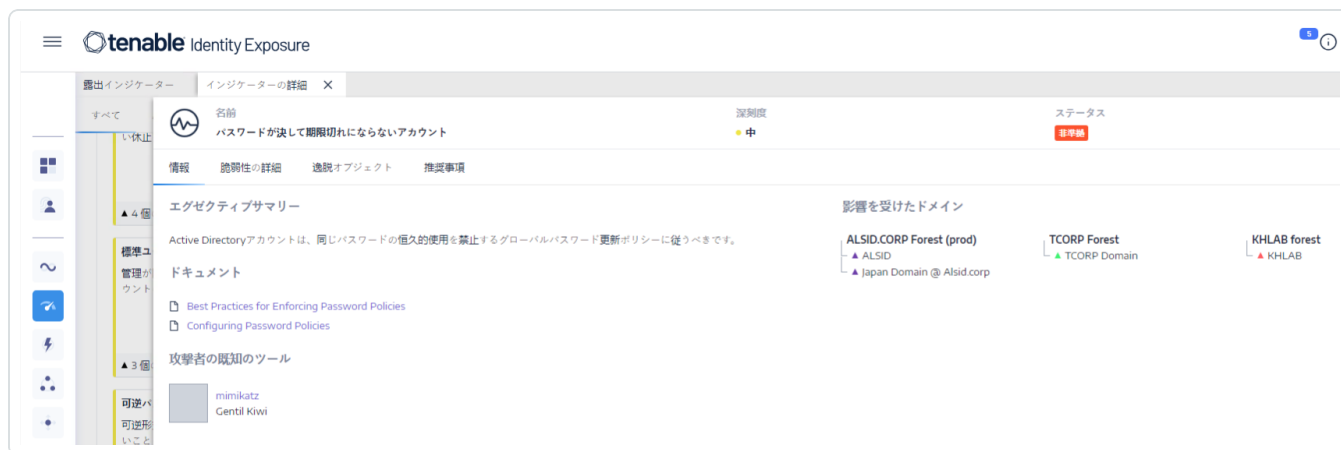 tenable Identity Exposure
5
露出インジケーター
インジケーターの詳細
すべて
名前
深刻度
ステータス
パスワードが決して期限切れにならないアカウント
中
非準拠
い休止
情報
脆弱性の詳細
逸脱オブジェクト
推奨事項
▲ 4 個
エグゼクティブサマリー
影響を受けたドメイン
Active Directoryアカウントは、同じパスワードの恒久的使用を禁止するグローバルパスワード更新ポリシーに従うべきです。
ALSID.CORP Forest (prod)
ALSID
Japan Domain @ Alsid.corp
TCORP Forest
TCORP Domain
KHLAB forest
KHLAB
標準ユ
管理が
ウント
ドキュメント
Best Practices for Enforcing Password Policies
Configuring Password Policies
▲ 3 個
攻撃者の既知のツール
mimikatz
Gentil Kiwi
可逆パ
可逆形
いこと